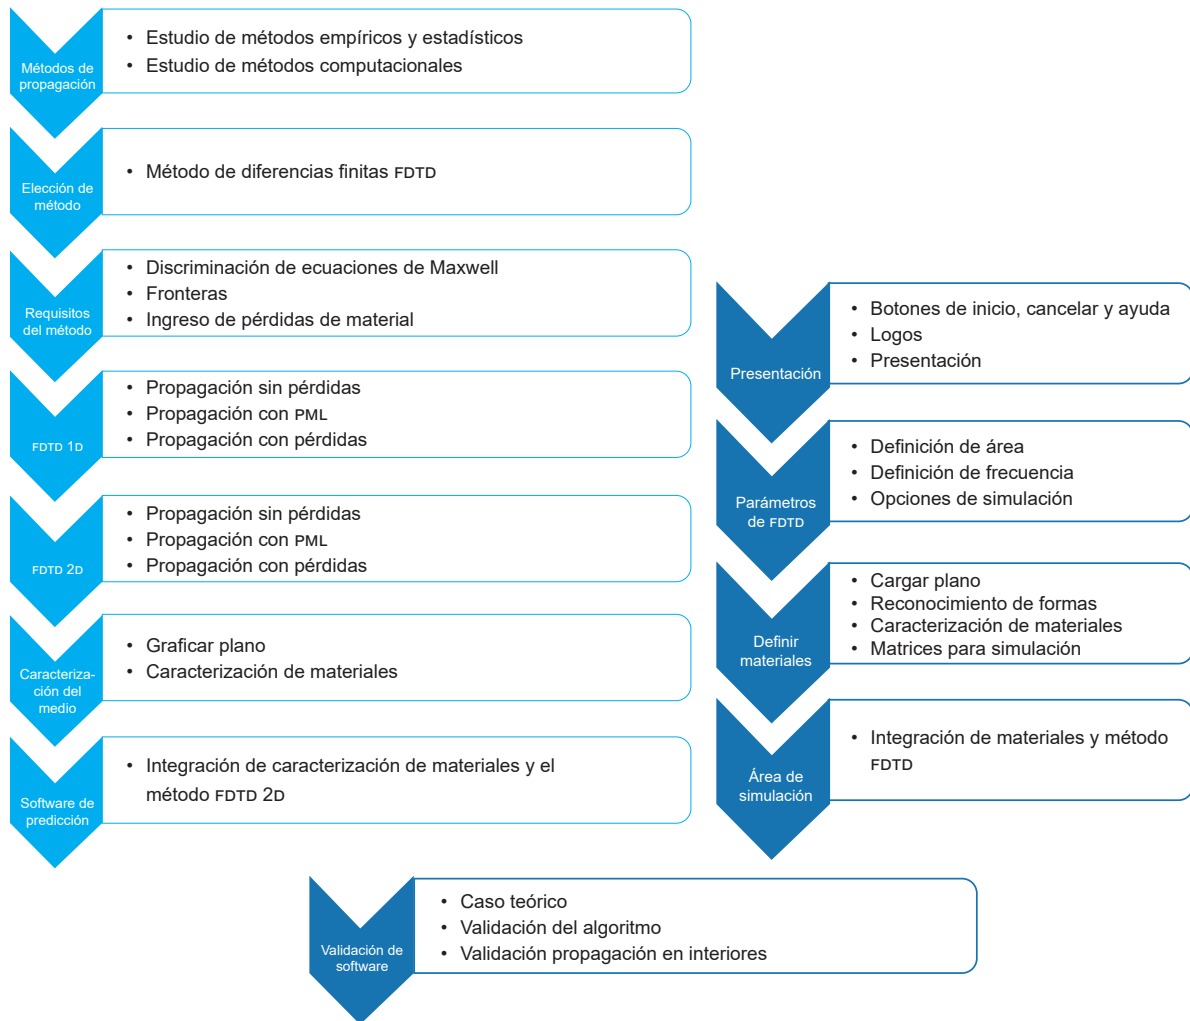 Métodos de
propagación
• Estudio de métodos empíricos y estadísticos
• Estudio de métodos computacionales
Elección de
método
• Método de diferencias finitas FDTD
Requisitos
del método
• Discriminación de ecuaciones de Maxwell
• Fronteras
• Ingreso de pérdidas de material
FDTD 1D
• Propagación sin pérdidas
• Propagación con PML
• Propagación con pérdidas
FDTD 2D
• Propagación sin pérdidas
• Propagación con PML
• Propagación con pérdidas
Caracteriza-
ción del
medio
• Graficar plano
• Caracterización de materiales
Software de
predicción
• Integración de caracterización de materiales y el
método FDTD 2D
Presentación
• Botones de inicio, cancelar y ayuda
• Logos
• Presentación
Parámetros
de FDTD
• Definición de área
• Definición de frecuencia
• Opciones de simulación
Definir
materiales
• Cargar plano
• Reconocimiento de formas
• Caracterización de materiales
• Matrices para simulación
Área de
simulación
• Integración de materiales y método
FDTD
Validación de
software
• Caso teórico
• Validación del algoritmo
• Validación propagación en interiores